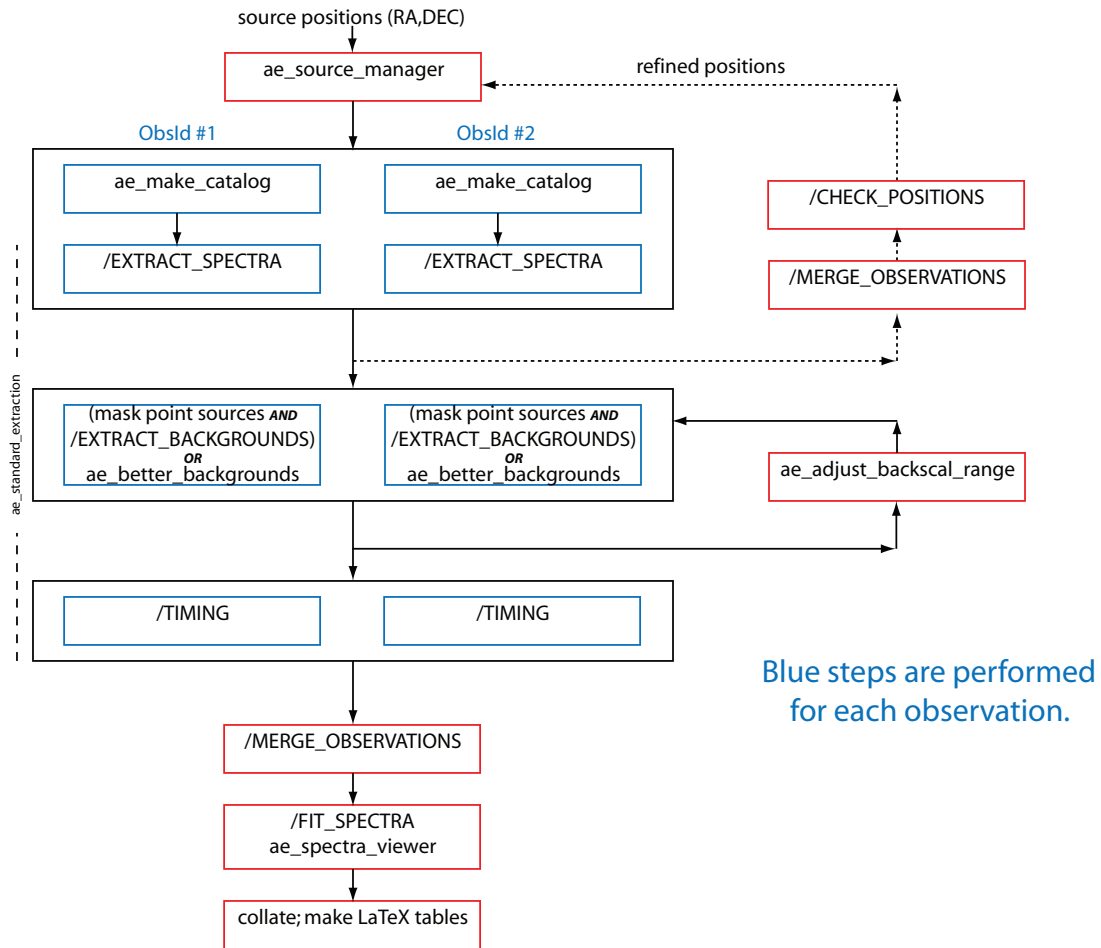 source positions (RA,DEC)
ae_source_manager
refined positions
ObsId #1
ObsId #2
ae_make_catalog
ae_make_catalog
/EXTRACT_SPECTRA
/EXTRACT_SPECTRA
/CHECK_POSITIONS
/MERGE_OBSERVATIONS
ae_standard_extraction
(mask point sources AND
/EXTRACT_BACKGROUNDS)
OR
ae_better_backgrounds
(mask point sources AND
/EXTRACT_BACKGROUNDS)
OR
ae_better_backgrounds
ae_adjust_backscal_range
/TIMING
/TIMING
Blue steps are performed
for each observation.
/MERGE_OBSERVATIONS
/FIT_SPECTRA
ae_spectra_viewer
collate; make LaTeX tables